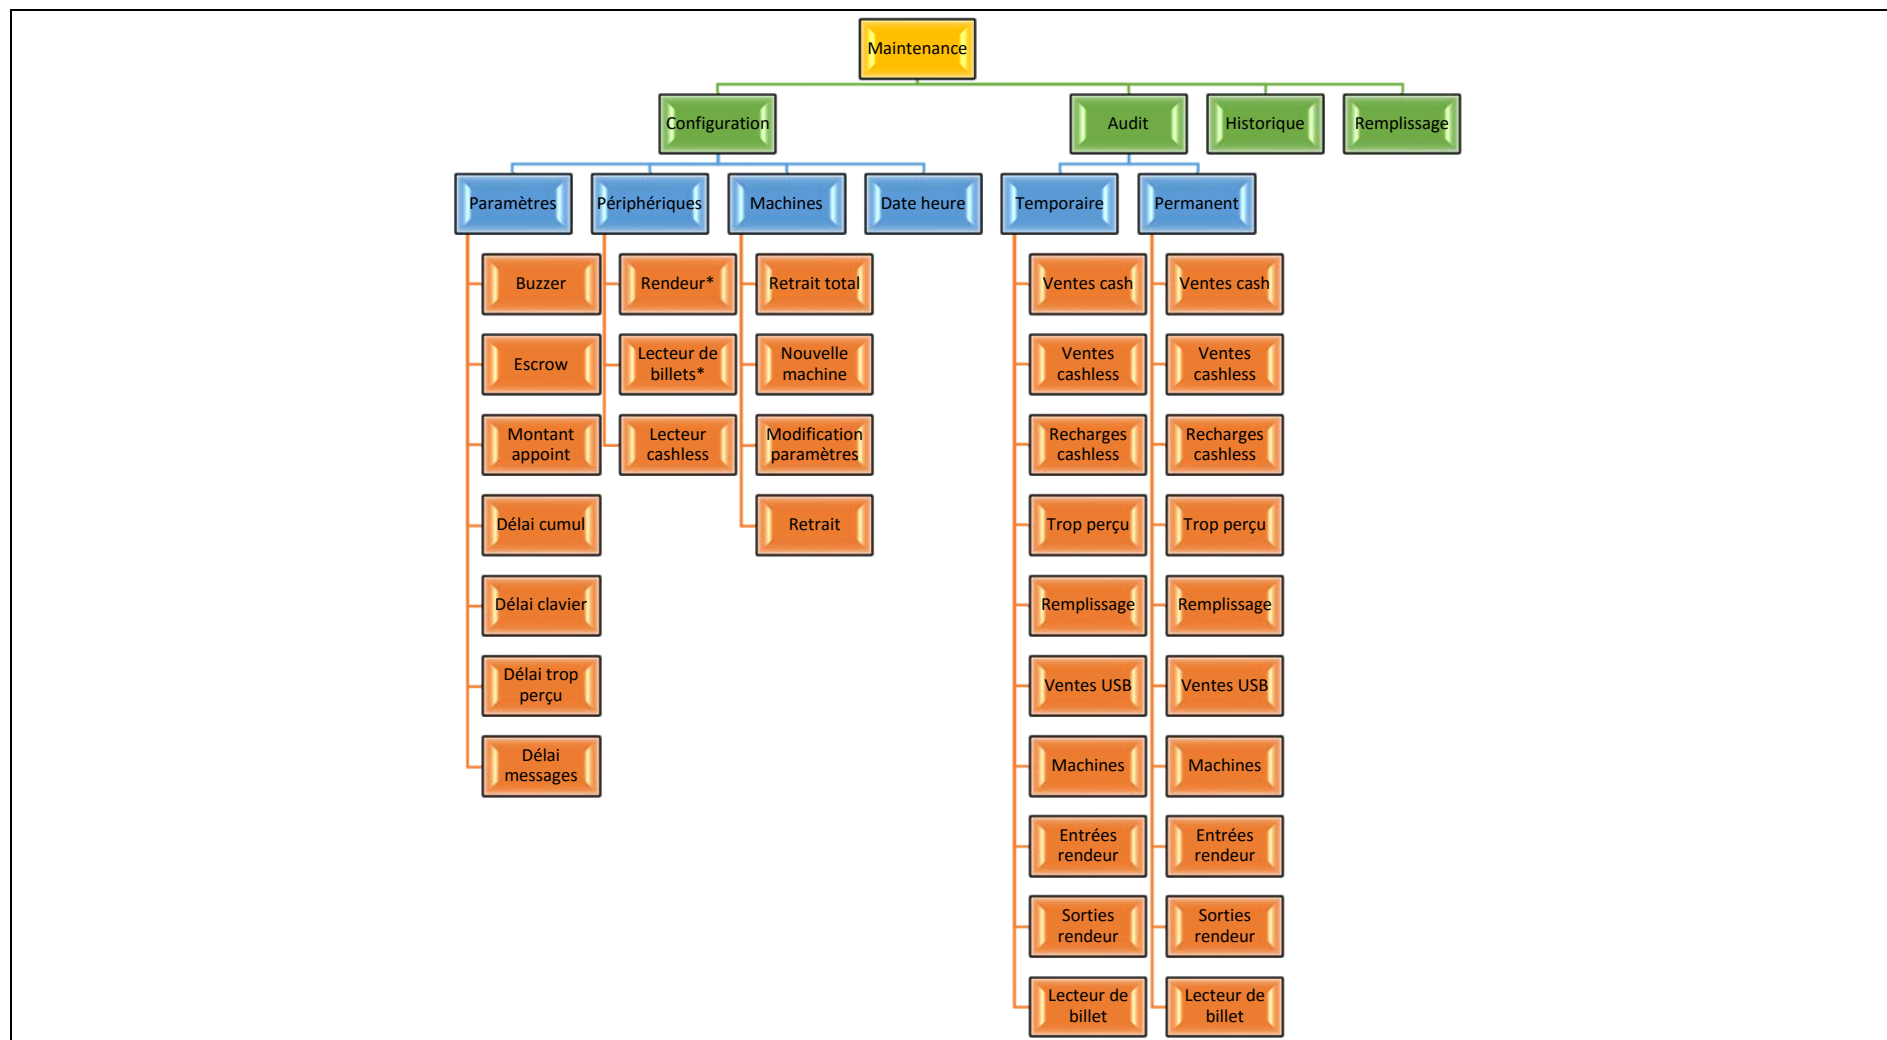 Maintenance
Configuration
Audit
Historique
Remplissage
Paramètres
Périphériques
Machines
Date heure
Temporaire
Permanent
Buzzer
Rendeur*
Retrait total
Ventes cash
Ventes cash
Escrow
Lecteur de
billets*
Nouvelle
machine
Ventes
cashless
Ventes
cashless
Montant
appoint
Lecteur
cashless
Modification
paramètres
Recharges
cashless
Recharges
cashless
Délai cumul
Retrait
Trop perçu
Trop perçu
Délai clavier
Remplissage
Remplissage
Délai trop
perçu
Ventes USB
Ventes USB
Délai
messages
Machines
Machines
Entrées
rendeur
Entrées
rendeur
Sorties
rendeur
Sorties
rendeur
Lecteur de
billet
Lecteur de
billet